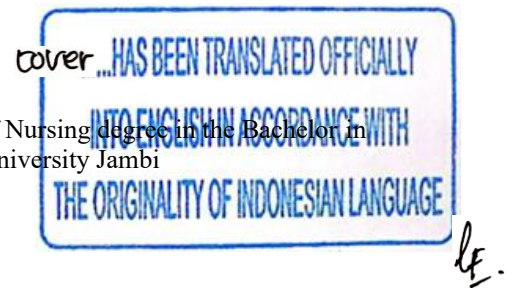 cover...HAS BEEN TRANSLATED OFFICIALLY
f Nursing degree in the Bachelor in
INTO ENGLISH IN ACCORDANCE WITH
niversity Jambi
THE ORIGINALITY OF INDONESIAN LANGUAGE